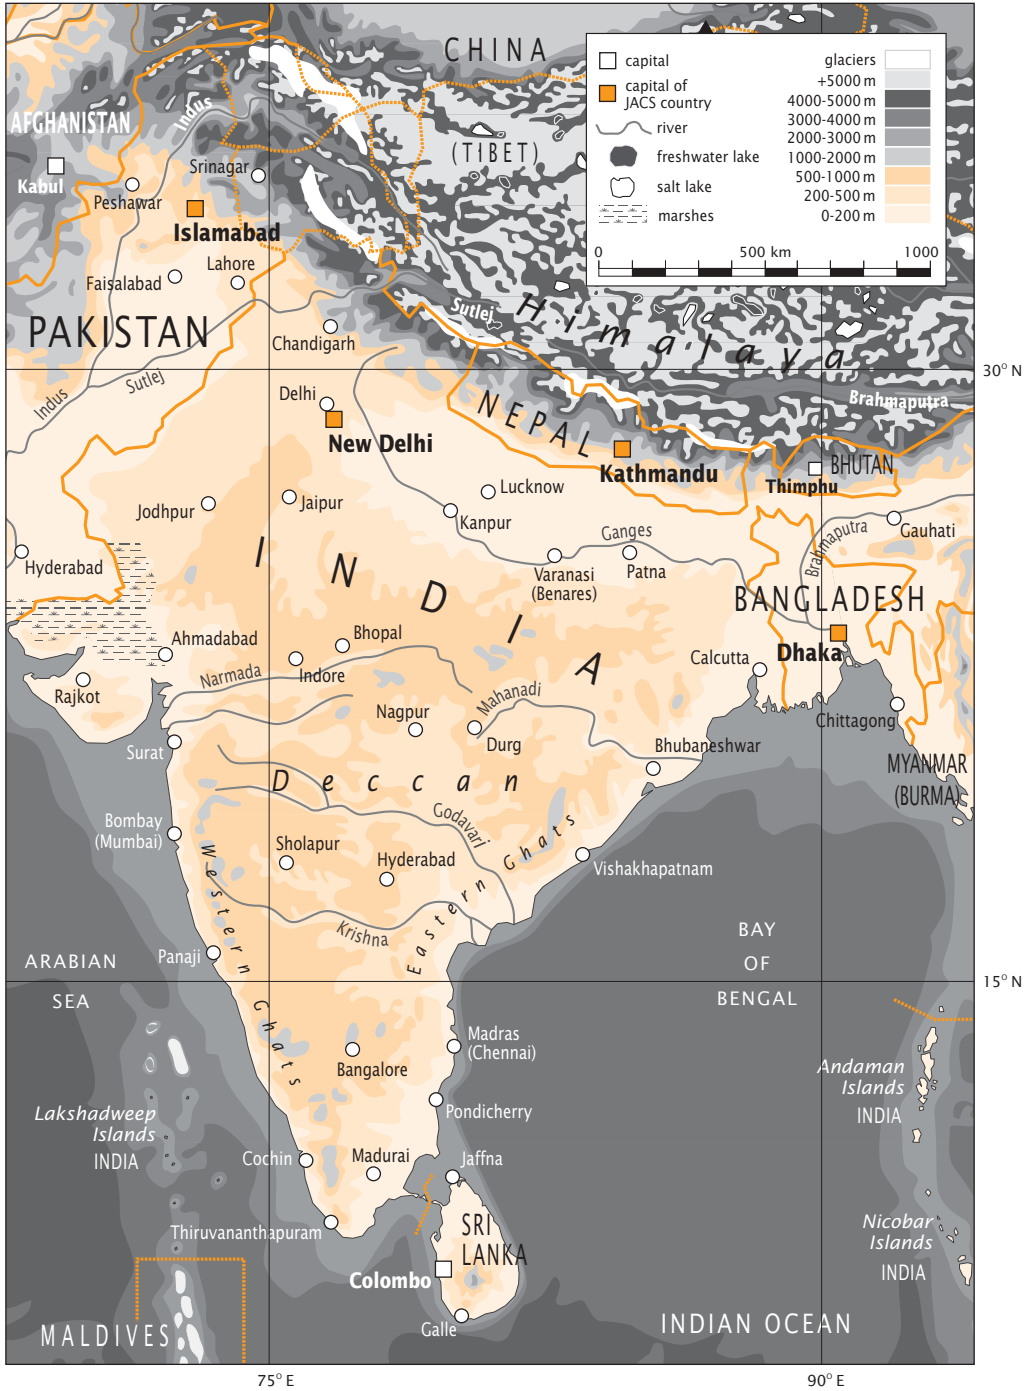 CHINA
capital
capital of
JACS country
river
freshwater lake
salt lake
marshes
glaciers
+5000 m
4000-5000 m
3000-4000 m
2000-3000 m
1000-2000 m
500-1000 m
200-500 m
0-200 m
0
500 km
1000
AFGHANISTAN
Indus
(TIBET)
Kabul
Srinagar
Peshawar
Islamabad
Lahore
Faisalabad
PAKISTAN
Sutlej
Himalaya
Chandigarh
30° N
Indus
Sutlej
Delhi
New Delhi
NEPAL
Brahmaputra
Kathmandu
BHUTAN
Thimphu
Lucknow
Jaipur
Jodhpur
Kanpur
Ganges
Brahmaputra
Gauhati
Hyderabad
INDIA
Varanasi
(Benares)
Patna
BANGLADESH
Ahmadabad
Bhopal
Dhaka
Calcutta
Narmada
Indore
Rajkot
Mahanadi
Nagpur
Chittagong
Surat
Durg
Bhubaneshwar
MYANMAR
(BURMA)
Deccan
Bombay
(Mumbai)
Godavari
Sholapur
Hyderabad
Vishakhapatnam
Western Ghats
Eastern Ghats
Krishna
Panaji
ARABIAN
SEA
BAY
OF
BENGAL
15° N
Madras
(Chennai)
Bangalore
Andaman
Islands
INDIA
Lakshadweep
Islands
INDIA
Pondicherry
Cochin
Madurai
Jaffna
Thiruvananthapuram
SRI
LANKA
Nicobar
Islands
INDIA
Colombo
Galle
MALDIVES
INDIAN OCEAN
75° E
90° E